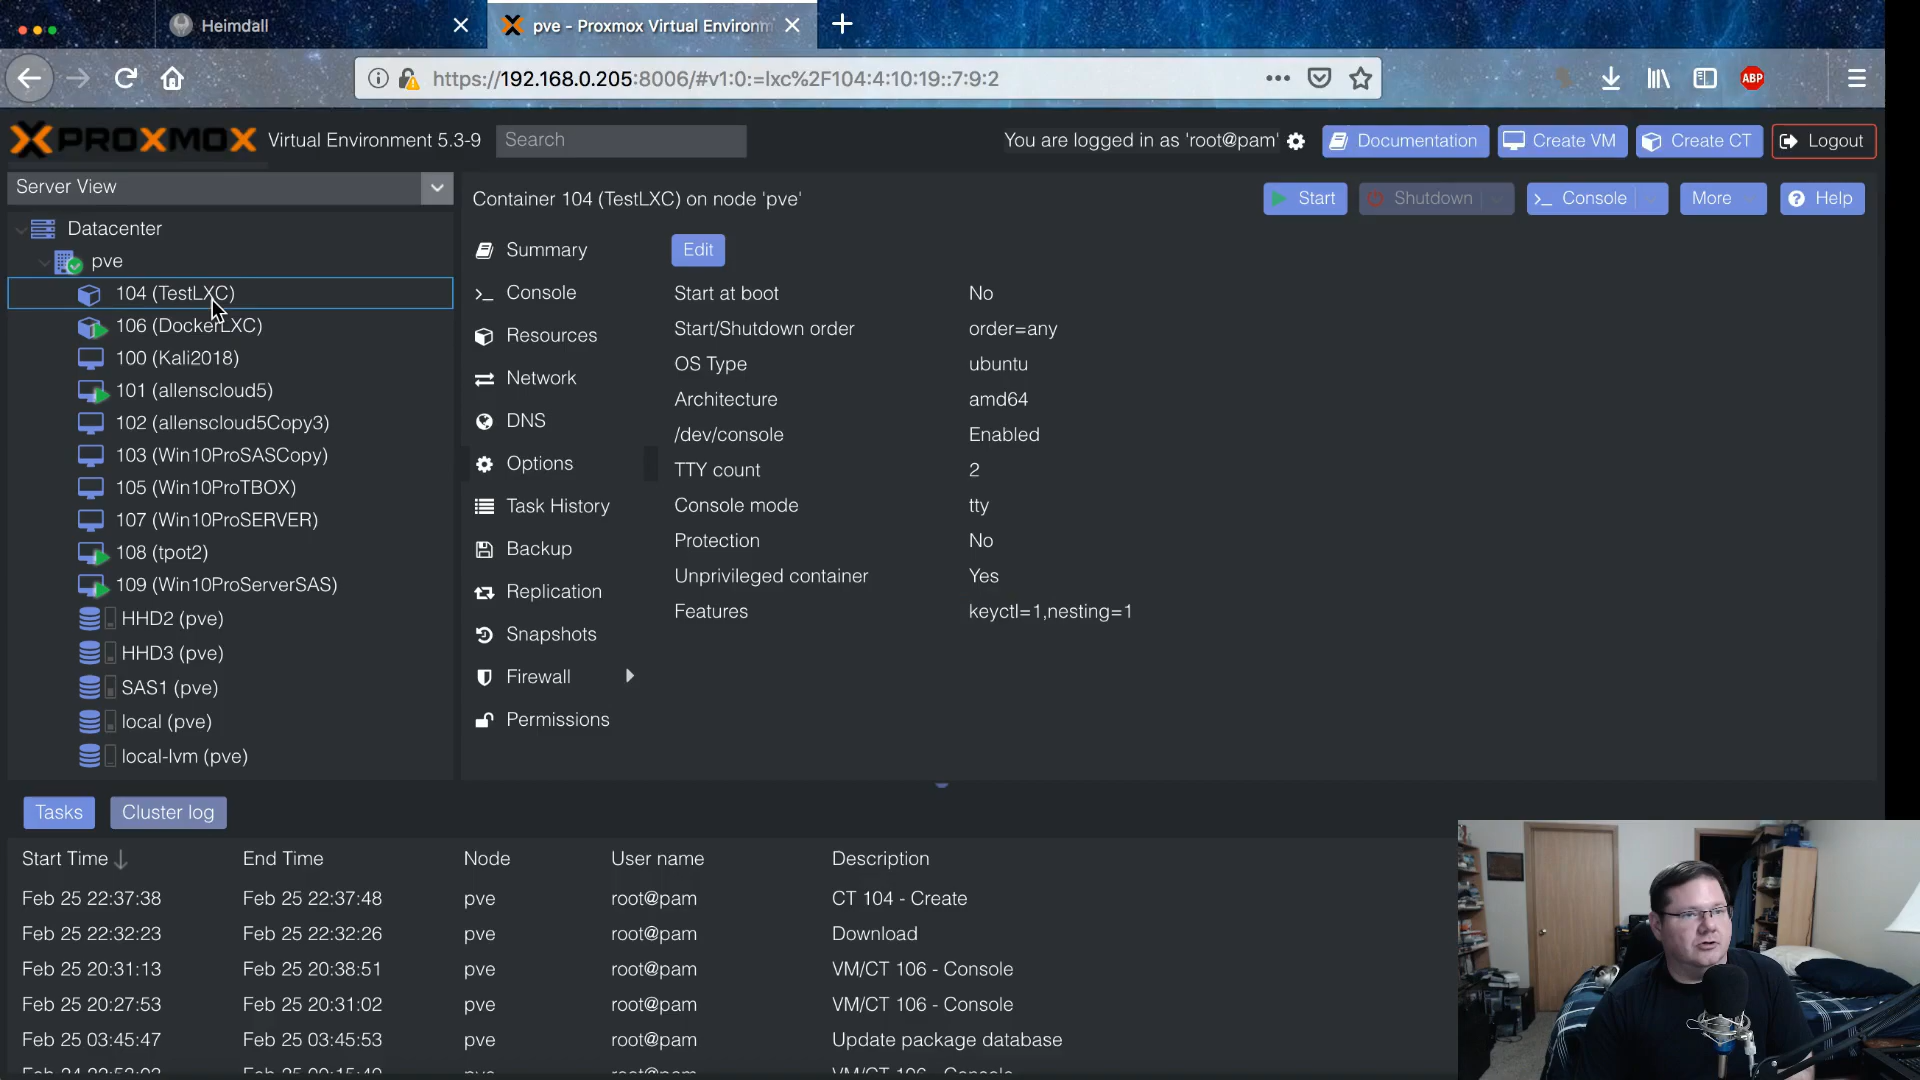 Heimdall
pve - Proxmox Virtual Environm
https://192.168.0.205:8006/#v1:0:=lxc%2F104:4:10:19::7:9:2
ABP
PROXMOX
Virtual Environment 5.3-9
Search
You are logged in as 'root@pam'
Documentation
Create VM
Create CT
Logout
Server View
Datacenter
pve
104 (TestLXC)
106 (DockerLXC)
100 (Kali2018)
101 (allenscloud5)
102 (allenscloud5Copy3)
103 (Win10ProSASCopy)
105 (Win10ProTBOX)
107 (Win10ProSERVER)
108 (tpot2)
109 (Win10ProServerSAS)
HHD2 (pve)
HHD3 (pve)
SAS1 (pve)
local (pve)
local-lvm (pve)
Container 104 (TestLXC) on node 'pve'
Start
Shutdown
Console
More
Help
Summary
Console
Resources
Network
DNS
Options
Task History
Backup
Replication
Snapshots
Firewall
Permissions
Edit
Start at boot No
Start/Shutdown order order=any
OS Type ubuntu
Architecture amd64
/dev/console Enabled
TTY count 2
Console mode tty
Protection No
Unprivileged container Yes
Features keyctl=1,nesting=1
Tasks
Cluster log
Start Time End Time Node User name Description
Feb 25 22:37:38 Feb 25 22:37:48 pve root@pam CT 104 - Create
Feb 25 22:32:23 Feb 25 22:32:26 pve root@pam Download
Feb 25 20:31:13 Feb 25 20:38:51 pve root@pam VM/CT 106 - Console
Feb 25 20:27:53 Feb 25 20:31:02 pve root@pam VM/CT 106 - Console
Feb 25 03:45:47 Feb 25 03:45:53 pve root@pam Update package database